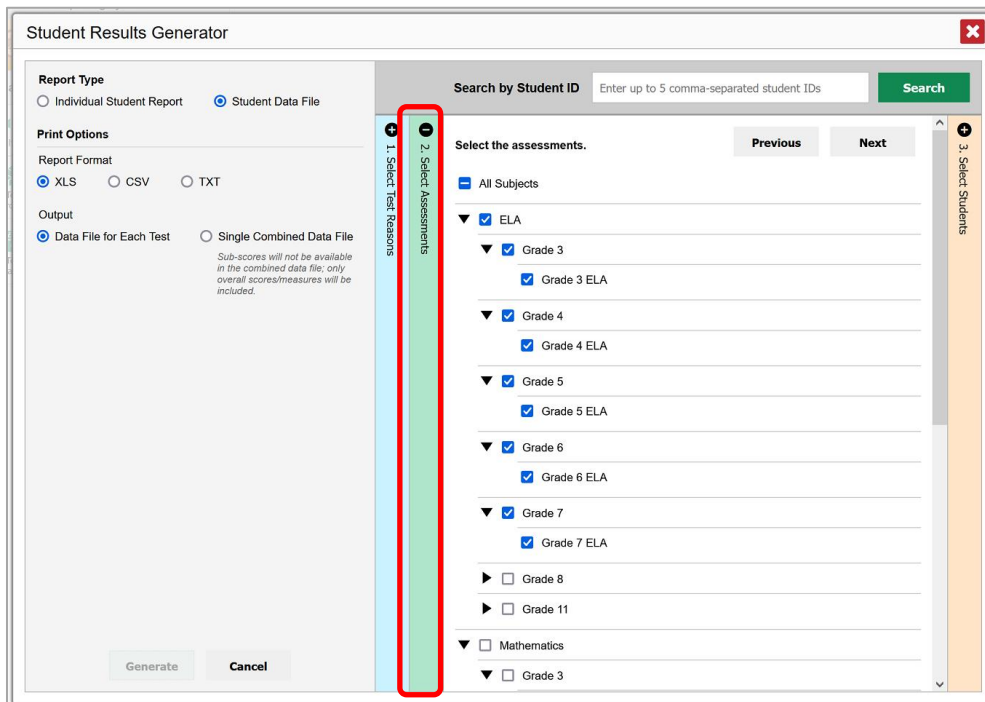 Student Results Generator
Report Type
Individual Student Report
Student Data File
Print Options
Report Format
XLS
CSV
TXT
Output
Data File for Each Test
Single Combined Data File
Sub-scores will not be available
in the combined data file; only
overall scores/measures will be
included.
Generate
Cancel
Search by Student ID
Enter up to 5 comma-separated student IDs
Search
1. Select Test Reasons
2. Select Assessments
Select the assessments.
Previous
Next
All Subjects
ELA
Grade 3
Grade 3 ELA
Grade 4
Grade 4 ELA
Grade 5
Grade 5 ELA
Grade 6
Grade 6 ELA
Grade 7
Grade 7 ELA
Grade 8
Grade 11
Mathematics
Grade 3
3. Select Students